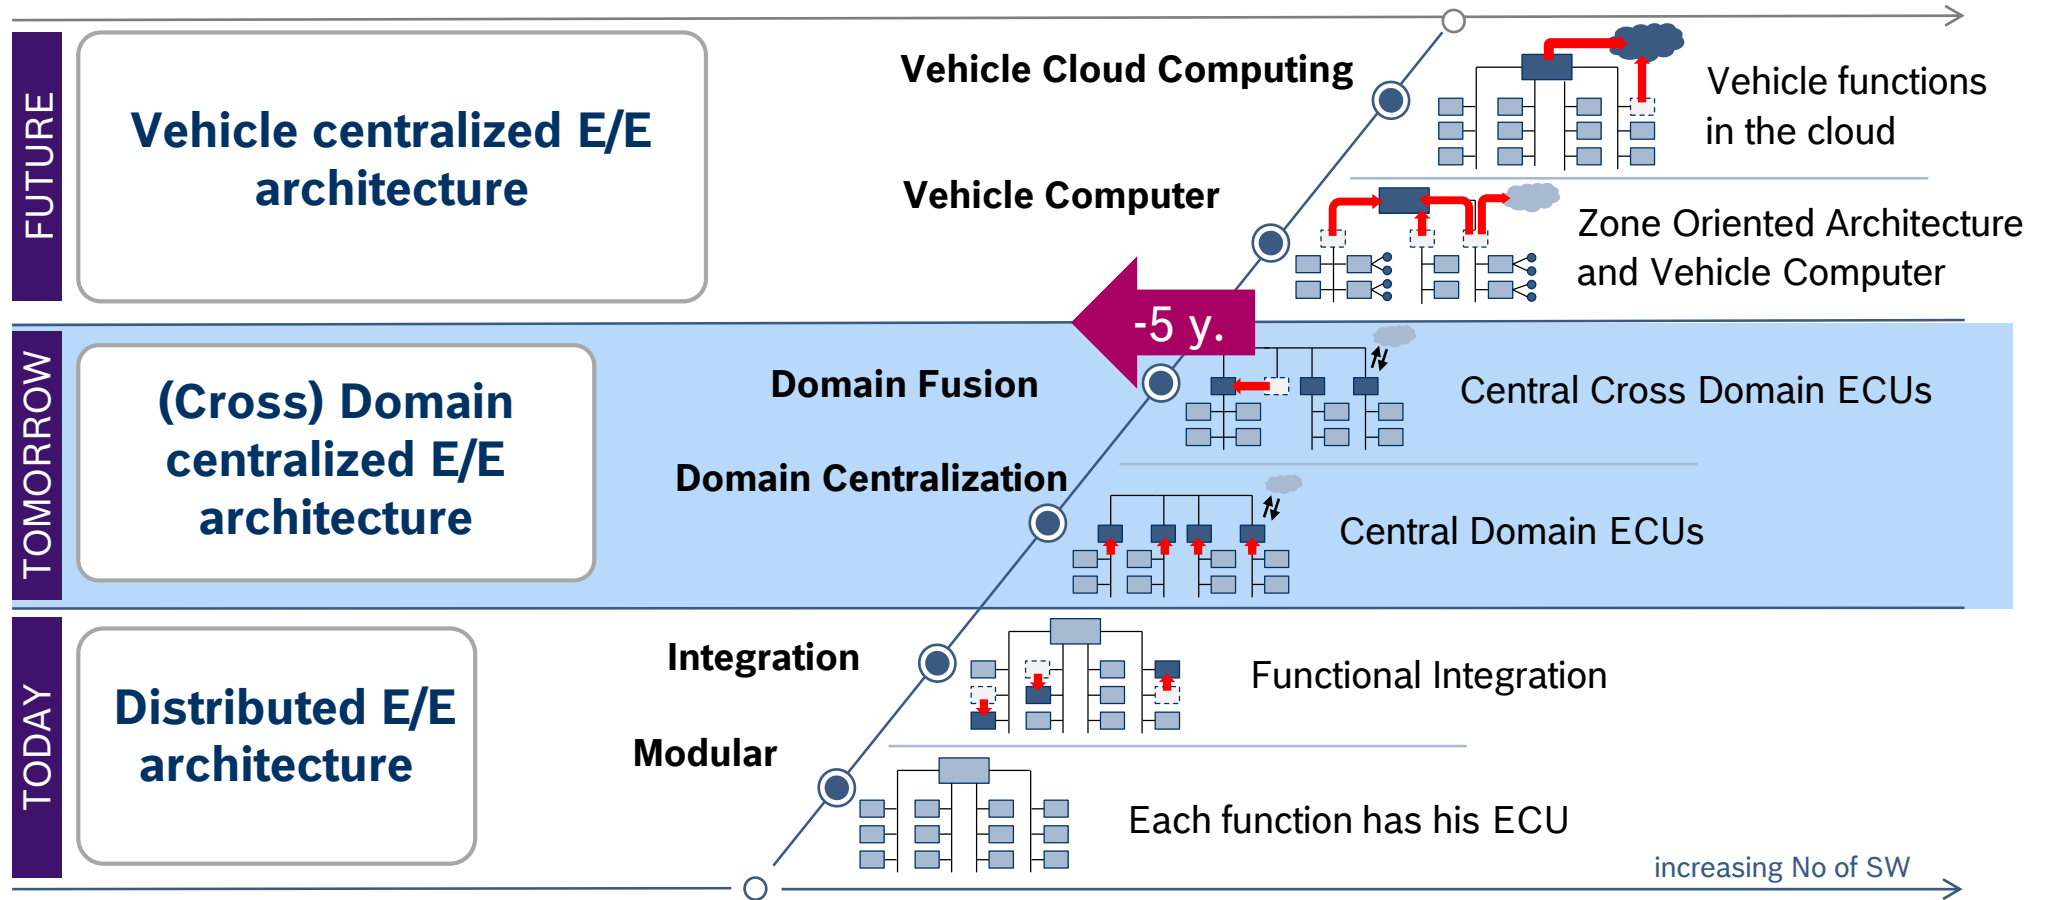 FUTURE
Vehicle centralized E/E
architecture
Vehicle Cloud Computing
Vehicle functions
in the cloud
Vehicle Computer
Zone Oriented Architecture
and Vehicle Computer
-5 y.
TOMORROW
(Cross) Domain
centralized E/E
architecture
Domain Fusion
Central Cross Domain ECUs
Domain Centralization
Central Domain ECUs
TODAY
Distributed E/E
architecture
Integration
Functional Integration
Modular
Each function has his ECU
increasing No of SW